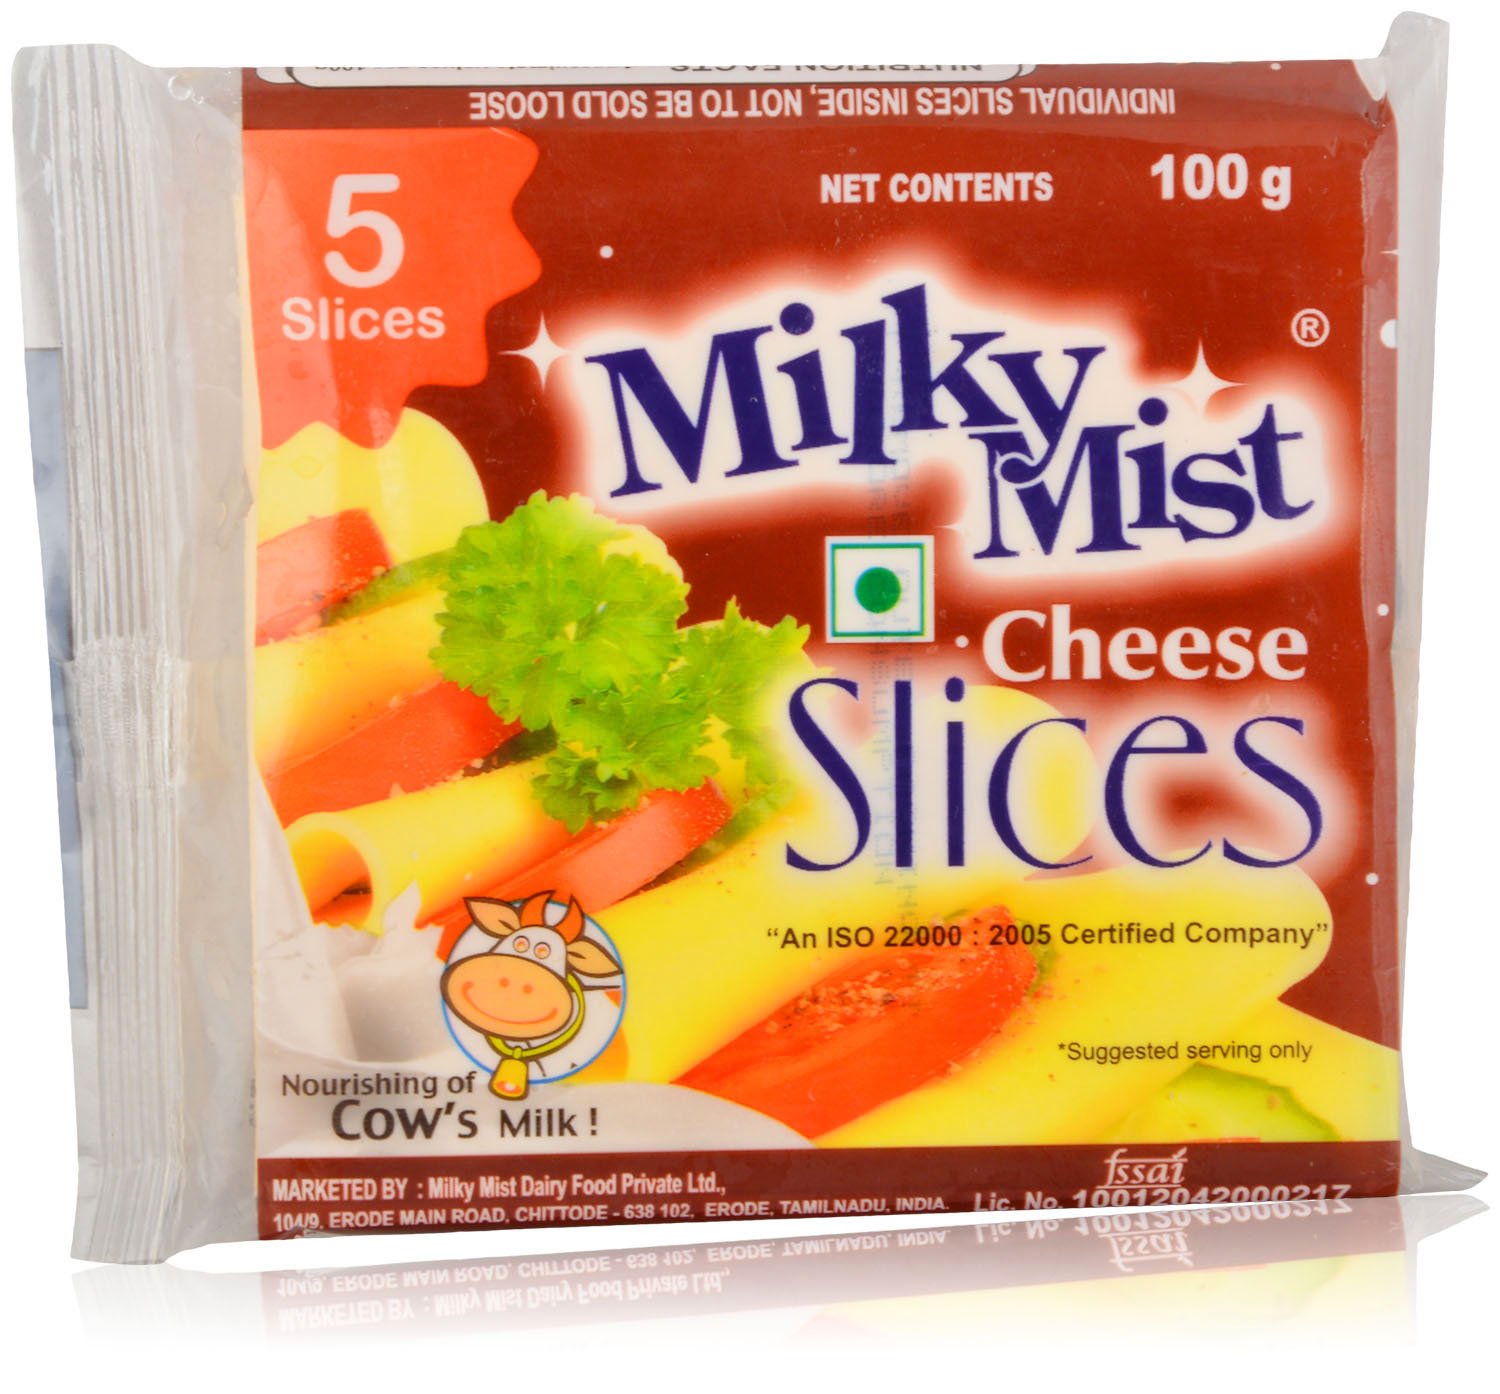 NUTRITION FACTS
INDIVIDUAL SLICES INSIDE, NOT TO BE SOLD LOOSE
5
Slices
NET CONTENTS 100 g
Milky
Mist ®
Cheese
Slices
"An ISO 22000 : 2005 Certified Company"
*Suggested serving only
Nourishing of
Cow's Milk !
fssai
MARKETED BY : Milky Mist Dairy Food Private Ltd.,
104/9, ERODE MAIN ROAD, CHITTODE - 638 102, ERODE, TAMILNADU, INDIA. Lic. No. 10012042000217